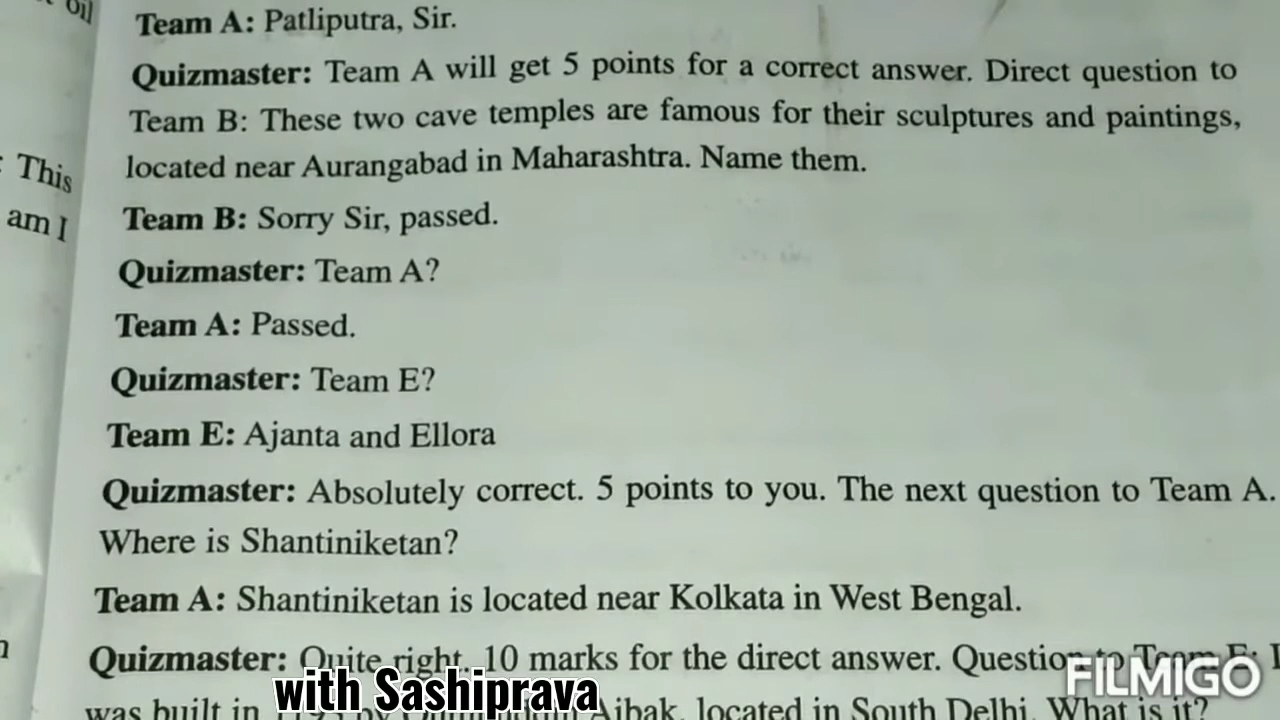 oil
Team A: Patliputra, Sir.
Quizmaster: Team A will get 5 points for a correct answer. Direct question to
Team B: These two cave temples are famous for their sculptures and paintings,
located near Aurangabad in Maharashtra. Name them.
: This
am I
Team B: Sorry Sir, passed.
Quizmaster: Team A?
Team A: Passed.
Quizmaster: Team E?
Team E: Ajanta and Ellora
Quizmaster: Absolutely correct. 5 points to you. The next question to Team A.
Where is Shantiniketan?
Team A: Shantiniketan is located near Kolkata in West Bengal.
Quizmaster: Quite right. 10 marks for the direct answer. Question to Team E:
was built in Aibak, located in South Delhi. What is it?
with Sashiprava
FILMIGO